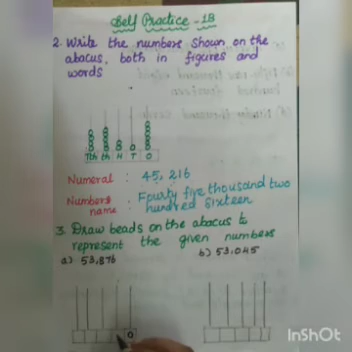 Self Practice - 1B
2. Write the numbers shown on the
abacus, both in figures and
words
TTh Th H T O
Numeral : 45,216
Numbers name : Fourty five thousand two
hundred sixteen
3. Draw beads on the abacus to
represent the given numbers
a) 53,876 b) 53,045
O
InShOt